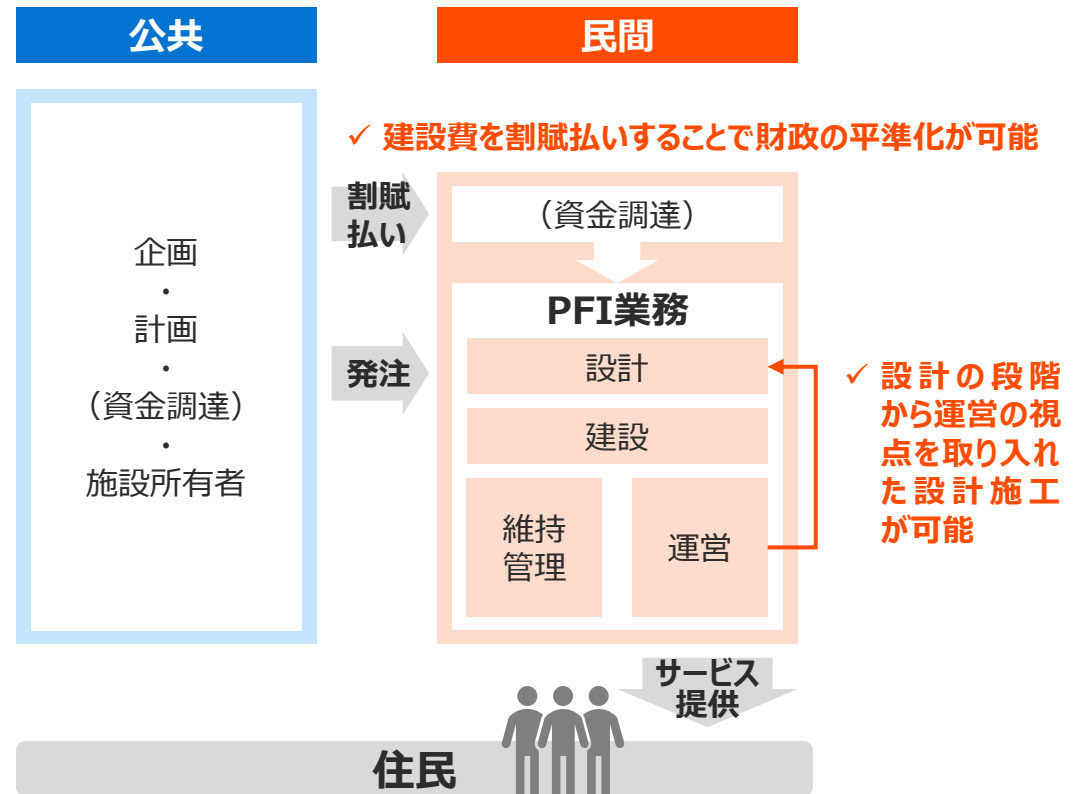 公共
民間
✓ 建設費を割賦払いすることで財政の平準化が可能
企画
・
計画
・
（資金調達）
・
施設所有者
割賦
払い
発注
（資金調達）
PFI業務
設計
建設
維持
管理
運営
✓ 設計の段階
から運営の視
点を取り入れ
た設計施工
が可能
サービス
提供
住民